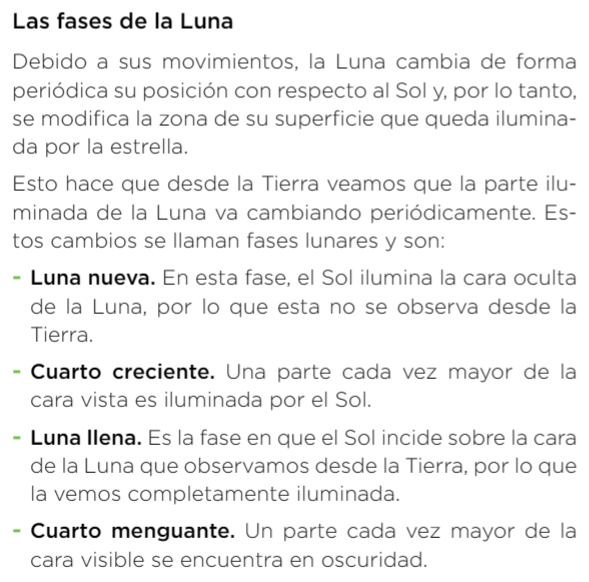 Las fases de la Luna
Debido a sus movimientos, la Luna cambia de forma
periódica su posición con respecto al Sol y, por lo tanto,
se modifica la zona de su superficie que queda ilumina-
da por la estrella.
Esto hace que desde la Tierra veamos que la parte ilu-
minada de la Luna va cambiando periódicamente. Es-
tos cambios se llaman fases lunares y son:
- Luna nueva. En esta fase, el Sol ilumina la cara oculta
de la Luna, por lo que esta no se observa desde la
Tierra.
- Cuarto creciente. Una parte cada vez mayor de la
cara vista es iluminada por el Sol.
- Luna llena. Es la fase en que el Sol incide sobre la cara
de la Luna que observamos desde la Tierra, por lo que
la vemos completamente iluminada.
- Cuarto menguante. Un parte cada vez mayor de la
cara visible se encuentra en oscuridad.